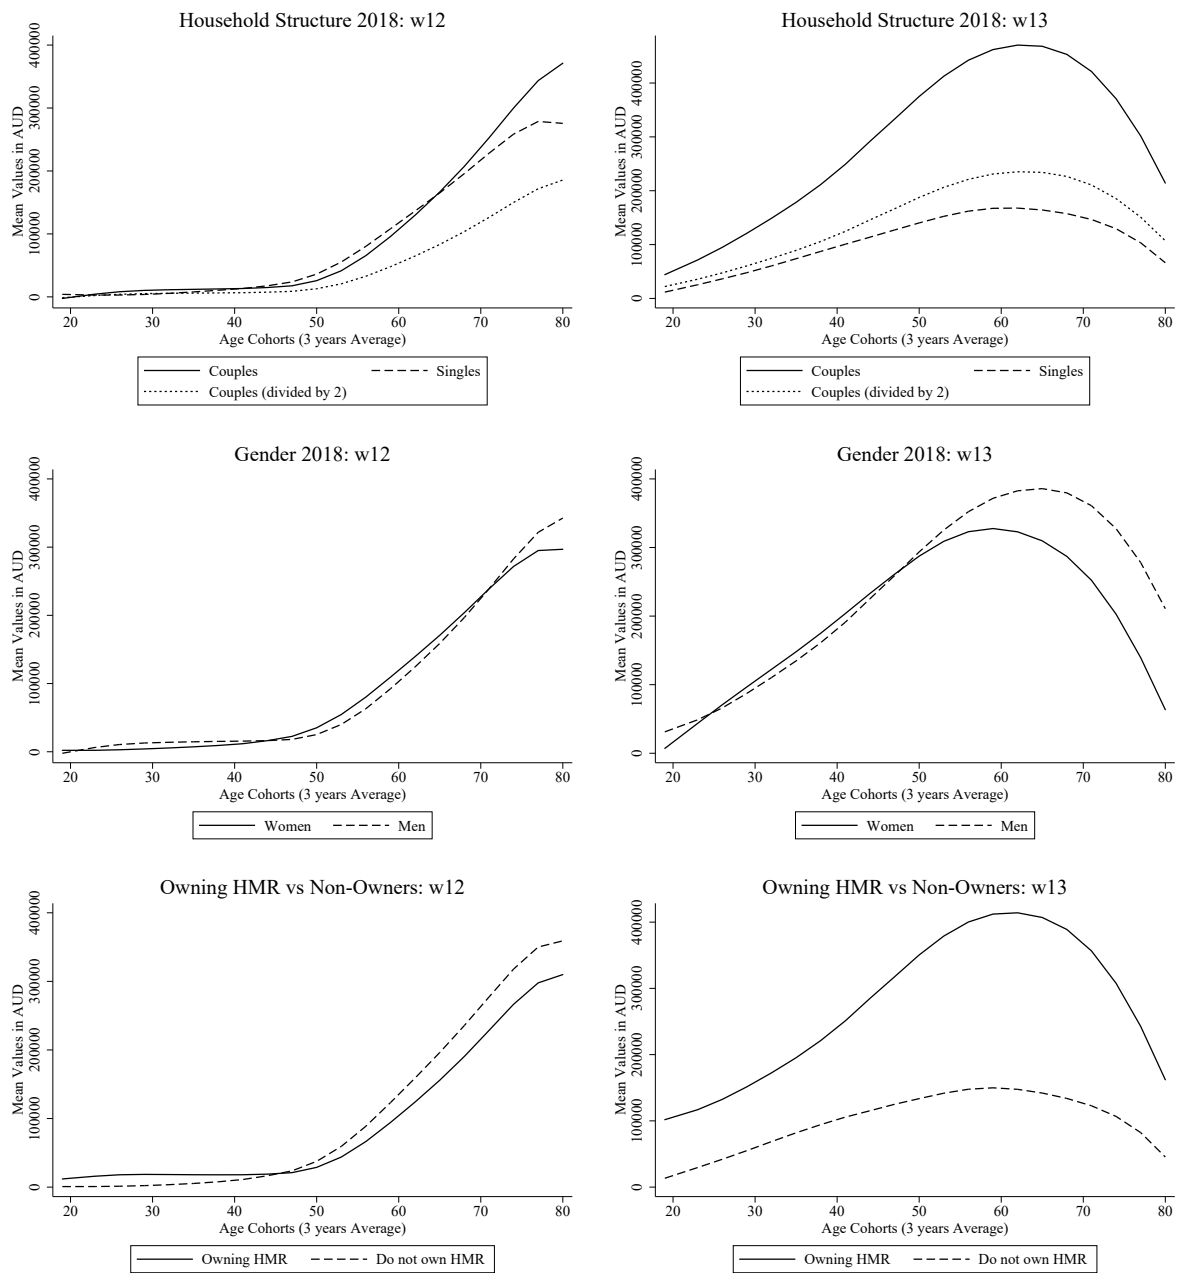 Household Structure 2018: w12
Mean Values in AUD
400000
300000
200000
100000
0
20 30 40 50 60 70 80
Age Cohorts (3 years Average)
Couples Singles
Couples (divided by 2)
Household Structure 2018: w13
Mean Values in AUD
400000
300000
200000
100000
0
20 30 40 50 60 70 80
Age Cohorts (3 years Average)
Couples Singles
Couples (divided by 2)
Gender 2018: w12
Mean Values in AUD
400000
300000
200000
100000
0
20 30 40 50 60 70 80
Age Cohorts (3 years Average)
Women Men
Gender 2018: w13
Mean Values in AUD
400000
300000
200000
100000
0
20 30 40 50 60 70 80
Age Cohorts (3 years Average)
Women Men
Owning HMR vs Non-Owners: w12
Mean Values in AUD
400000
300000
200000
100000
0
20 30 40 50 60 70 80
Age Cohorts (3 years Average)
Owning HMR Do not own HMR
Owning HMR vs Non-Owners: w13
Mean Values in AUD
400000
300000
200000
100000
0
20 30 40 50 60 70 80
Age Cohorts (3 years Average)
Owning HMR Do not own HMR